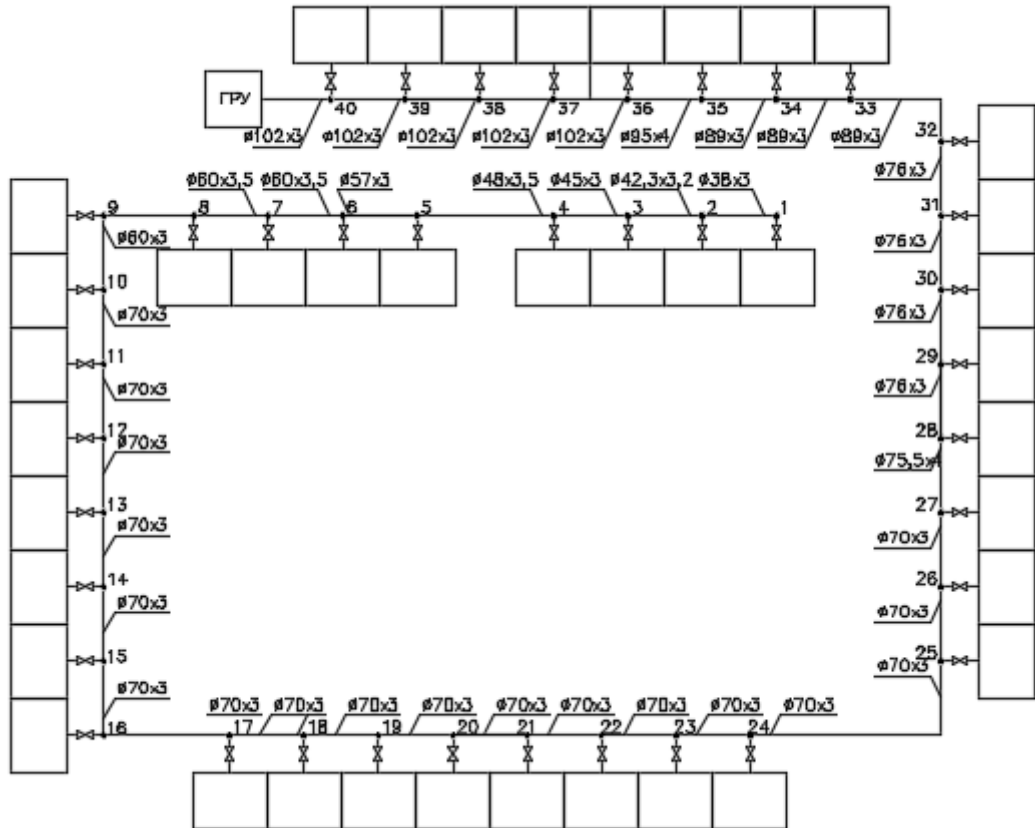 ГРУ
40 39 38 37 36 35 34 33
ø102x3 ø102x3 ø102x3 ø102x3 ø102x3 ø95x4 ø89x3 ø89x3 ø89x3
32
ø76x3
ø60x3,5 ø60x3,5 ø57x3 ø48x3,5 ø45x3 ø42,3x3,2 ø38x3
9 8 7 6 5 4 3 2 1 31
ø60x3 ø76x3
10 30
ø70x3 ø76x3
11 29
ø70x3 ø76x3
12 28
ø70x3 ø75,5x4
13 27
ø70x3 ø70x3
14 26
ø70x3 ø70x3
15 25
ø70x3 ø70x3
ø70x3 ø70x3 ø70x3 ø70x3 ø70x3 ø70x3 ø70x3 ø70x3 ø70x3
16 17 18 19 20 21 22 23 24